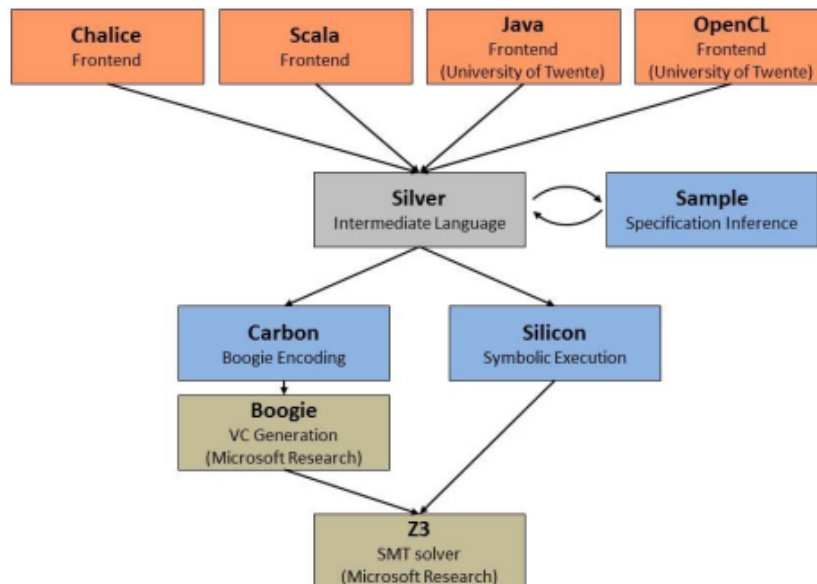 Chalice
Frontend
Scala
Frontend
Java
Frontend
(University of Twente)
OpenCL
Frontend
(University of Twente)
Silver
Intermediate Language
Sample
Specification Inference
Carbon
Boogie Encoding
Silicon
Symbolic Execution
Boogie
VC Generation
(Microsoft Research)
Z3
SMT solver
(Microsoft Research)